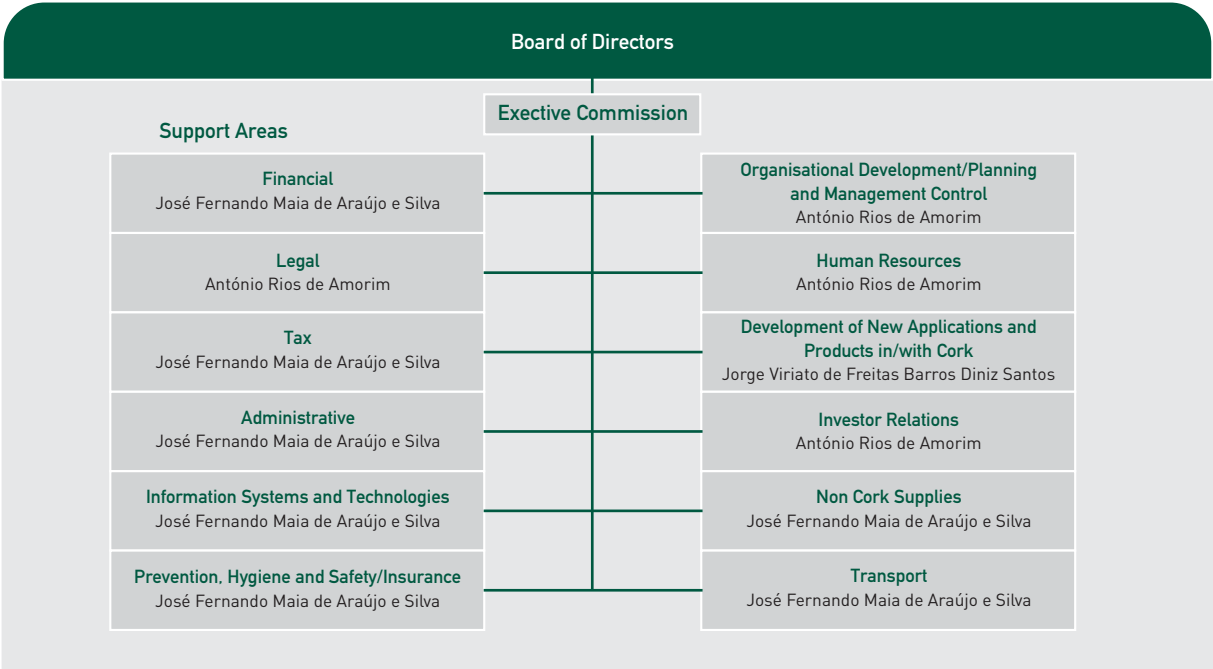 Board of Directors
Exective Commission
Support Areas
Financial
José Fernando Maia de Araújo e Silva
Legal
António Rios de Amorim
Tax
José Fernando Maia de Araújo e Silva
Administrative
José Fernando Maia de Araújo e Silva
Information Systems and Technologies
José Fernando Maia de Araújo e Silva
Prevention, Hygiene and Safety/Insurance
José Fernando Maia de Araújo e Silva
Organisational Development/Planning
and Management Control
António Rios de Amorim
Human Resources
António Rios de Amorim
Development of New Applications and
Products in/with Cork
Jorge Viriato de Freitas Barros Diniz Santos
Investor Relations
António Rios de Amorim
Non Cork Supplies
José Fernando Maia de Araújo e Silva
Transport
José Fernando Maia de Araújo e Silva